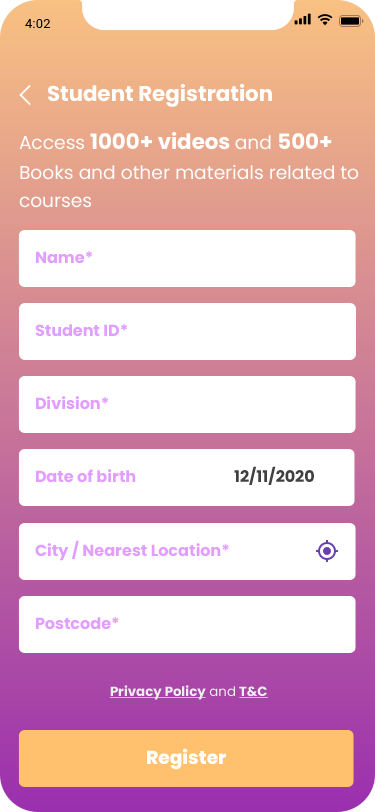 4:02
Student Registration
Access 1000+ videos and 500+
Books and other materials related to
courses
Name*
Student ID*
Division*
Date of birth 12/11/2020
City / Nearest Location*
Postcode*
Privacy Policy and T&C
Register